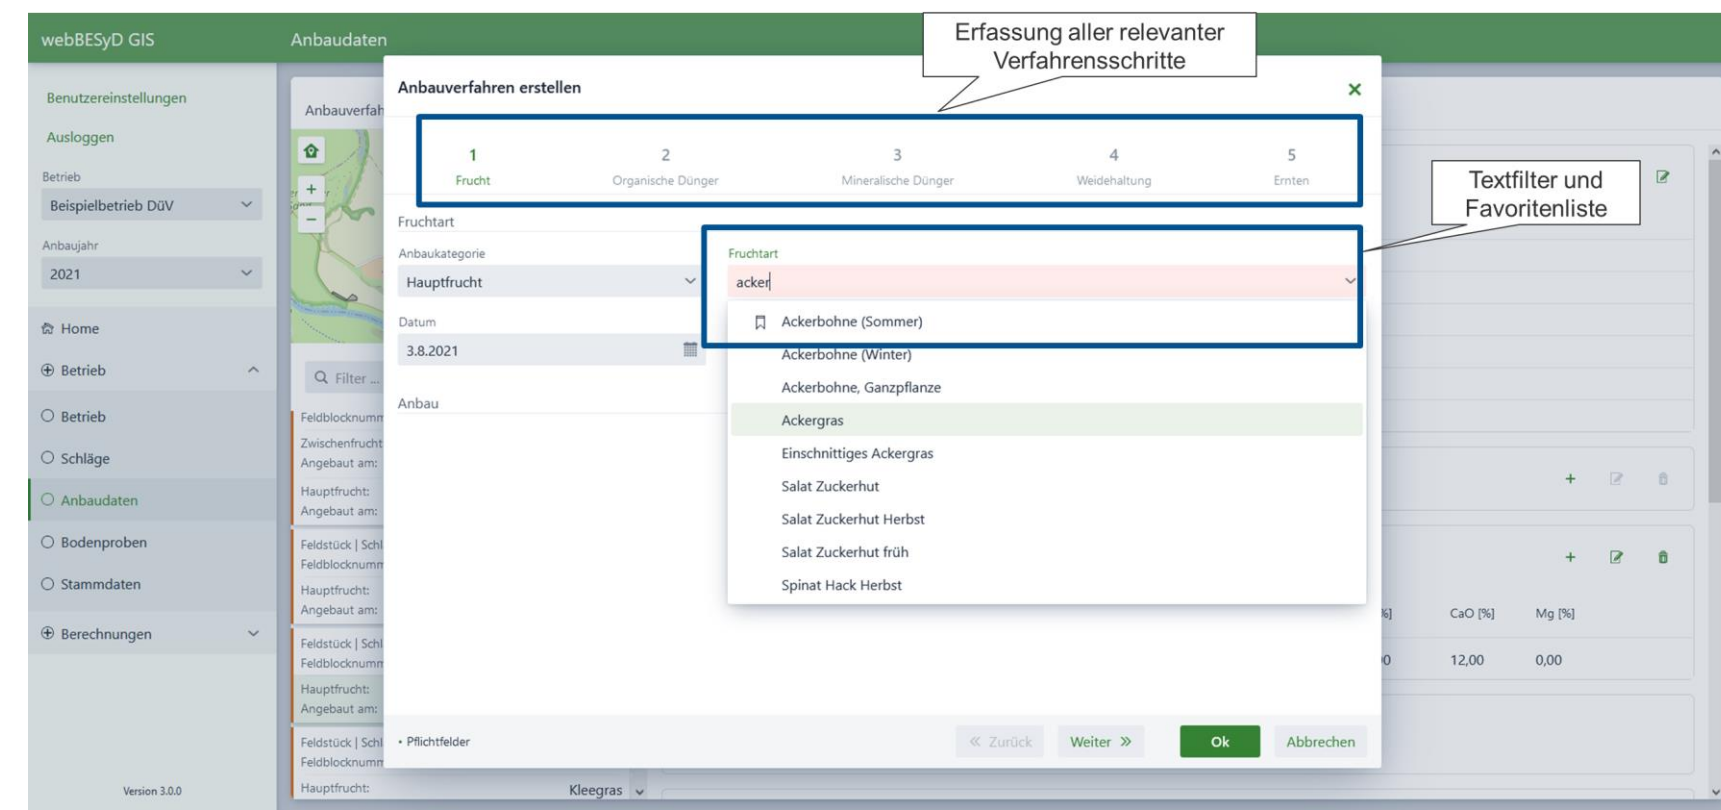 webBESyD GIS
Anbaudaten
Erfassung aller relevanter
Verfahrensschritte
Benutzereinstellungen
Ausloggen
Betrieb
Beispielbetrieb DüV
Anbaujahr
2021
Home
Betrieb
Betrieb
Schläge
Anbaudaten
Bodenproben
Stammdaten
Berechnungen
Version 3.0.0
Anbauverfah
+
−
Filter ...
Feldblocknumm
Zwischenfrucht
Angebaut am:
Hauptfrucht:
Angebaut am:
Feldstück | Schl
Feldblocknumm
Hauptfrucht:
Angebaut am:
Feldstück | Schl
Feldblocknumm
Hauptfrucht:
Angebaut am:
Feldstück | Schl
Feldblocknumm
Hauptfrucht:
Kleegras
Anbauverfahren erstellen
1 2 3 4 5
Frucht Organische Dünger Mineralische Dünger Weidehaltung Ernten
Textfilter und
Favoritenliste
Fruchtart
Anbaukategorie
Hauptfrucht
Datum
3.8.2021
Anbau
Fruchtart
acker
Ackerbohne (Sommer)
Ackerbohne (Winter)
Ackerbohne, Ganzpflanze
Ackergras
Einschnittiges Ackergras
Salat Zuckerhut
Salat Zuckerhut Herbst
Salat Zuckerhut früh
Spinat Hack Herbst
• Pflichtfelder
« Zurück
Weiter »
Ok
Abbrechen
%] CaO [%] Mg [%]
0 12,00 0,00